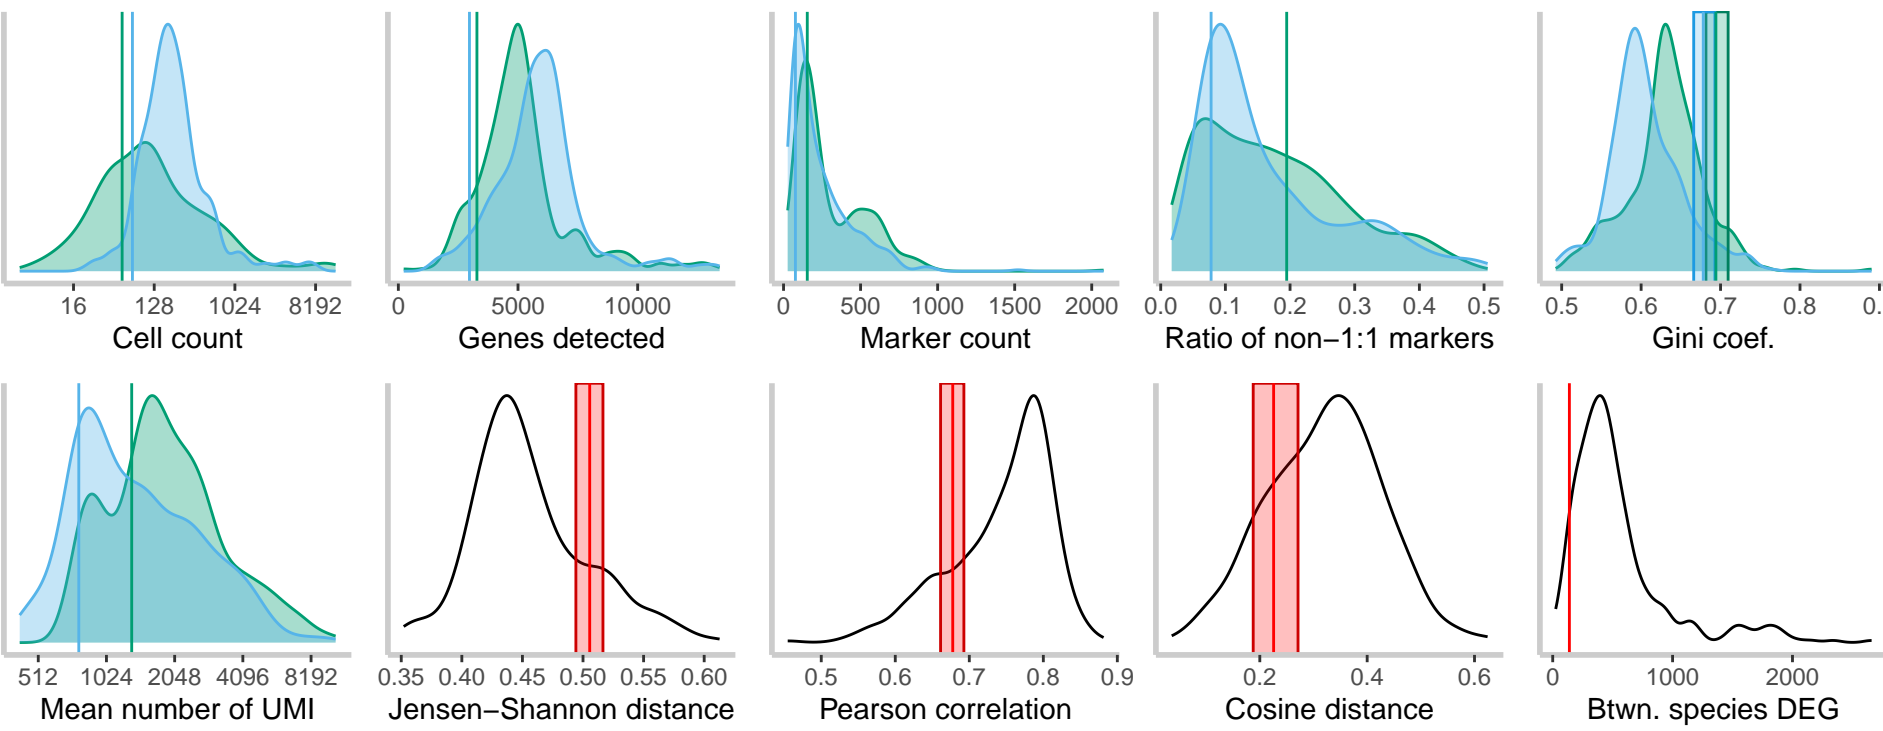 16 128 1024 8192
Cell count
0 5000 10000
Genes detected
0 500 1000 1500 2000
Marker count
0.0 0.1 0.2 0.3 0.4 0.5
Ratio of non−1:1 markers
0.5 0.6 0.7 0.8 0.
Gini coef.
512 1024 2048 4096 8192
Mean number of UMI
0.35 0.40 0.45 0.50 0.55 0.60
Jensen−Shannon distance
0.5 0.6 0.7 0.8 0.9
Pearson correlation
0.2 0.4 0.6
Cosine distance
0 1000 2000
Btwn. species DEG